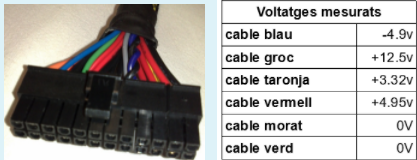 Voltatges mesurats
cable blau -4.9v
cable groc +12.5v
cable taronja +3.32v
cable vermell +4.95v
cable morat 0V
cable verd 0V